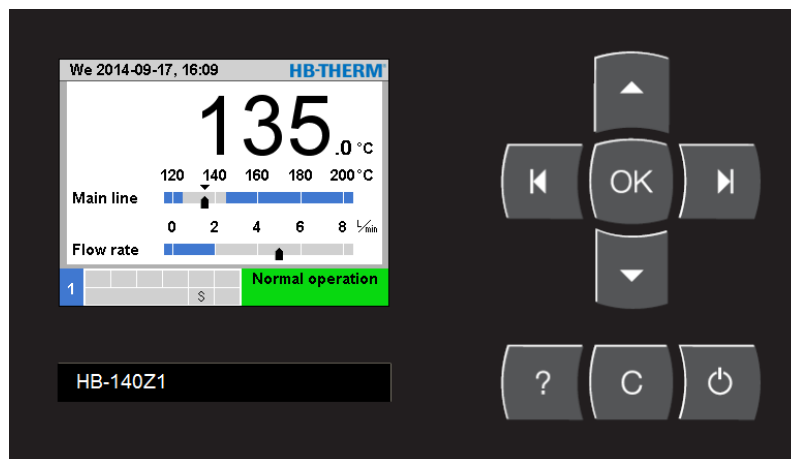 We 2014-09-17, 16:09 HB-THERM
135.0 °C
120 140 160 180 200 °C
Main line
0 2 4 6 8 L/min
Flow rate
1 S Normal operation
OK
HB-140Z1
? C